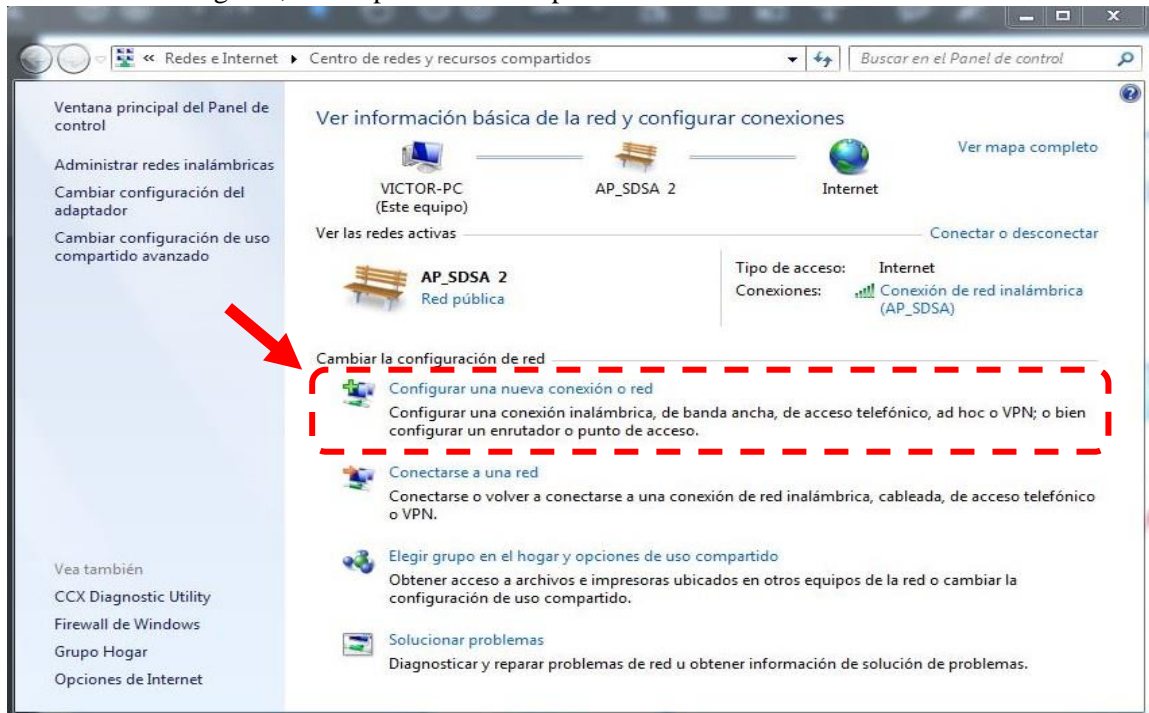 Redes e Internet Centro de redes y recursos compartidos Buscar en el Panel de control
Ventana principal del Panel de
control
Administrar redes inalámbricas
Cambiar configuración del
adaptador
Cambiar configuración de uso
compartido avanzado
Ver información básica de la red y configurar conexiones
Ver mapa completo
VICTOR-PC
(Este equipo)
AP_SDSA 2
Internet
Ver las redes activas
Conectar o desconectar
AP_SDSA 2
Red pública
Tipo de acceso: Internet
Conexiones: Conexión de red inalámbrica
(AP_SDSA)
Cambiar la configuración de red
Configurar una nueva conexión o red
Configurar una conexión inalámbrica, de banda ancha, de acceso telefónico, ad hoc o VPN; o bien
configurar un enrutador o punto de acceso.
Conectarse a una red
Conectarse o volver a conectarse a una conexión de red inalámbrica, cableada, de acceso telefónico
o VPN.
Elegir grupo en el hogar y opciones de uso compartido
Obtener acceso a archivos e impresoras ubicados en otros equipos de la red o cambiar la
configuración de uso compartido.
Solucionar problemas
Diagnosticar y reparar problemas de red u obtener información de solución de problemas.
Vea también
CCX Diagnostic Utility
Firewall de Windows
Grupo Hogar
Opciones de Internet